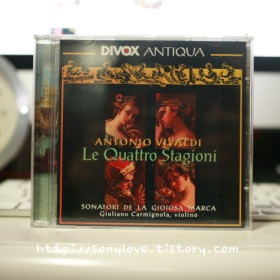 DIVOX ANTIQUA
ANTONIO VIVALDI
Le Quattro Stagioni
SONATORI DE LA GIOIOSA MARCA
Giuliano Carmignola, violino
http://sonylove.tistory.com